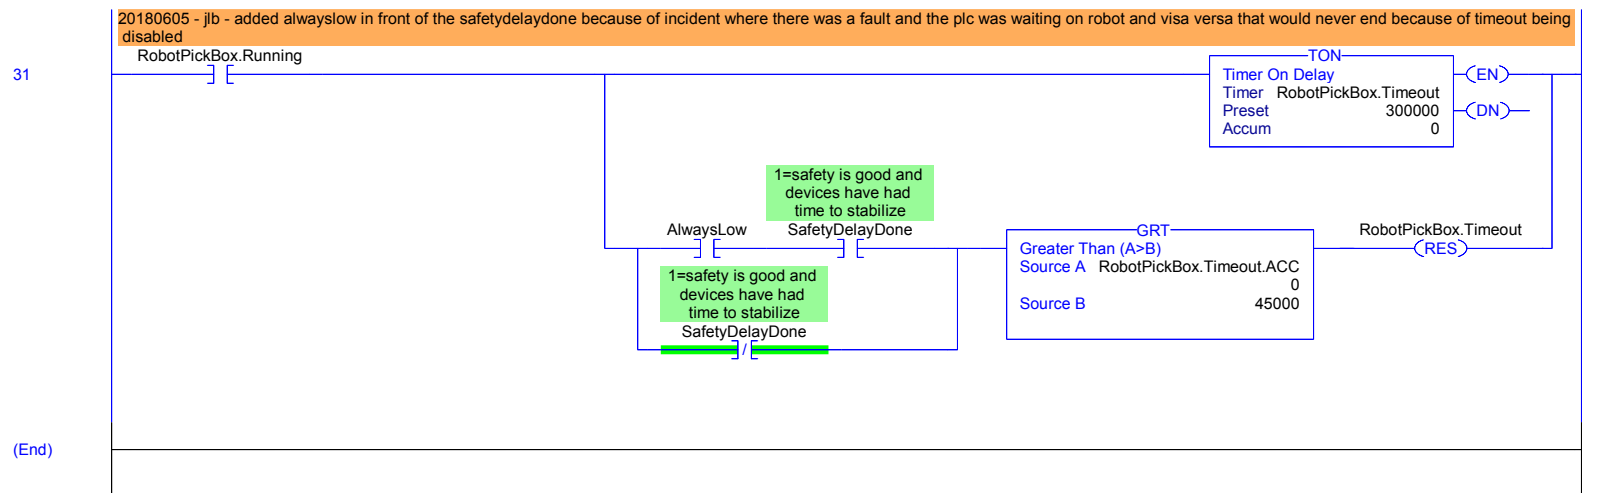 20180605 - jlb - added alwayslow in front of the safetydelaydone because of incident where there was a fault and the plc was waiting on robot and visa versa that would never end because of timeout being
disabled
RobotPickBox.Running
31
TON
Timer On Delay
Timer RobotPickBox.Timeout
Preset 300000
Accum 0
EN
DN
1=safety is good and
devices have had
time to stabilize
AlwaysLow
SafetyDelayDone
GRT
Greater Than (A>B)
Source A RobotPickBox.Timeout.ACC
0
Source B 45000
RobotPickBox.Timeout
RES
1=safety is good and
devices have had
time to stabilize
SafetyDelayDone
/
(End)